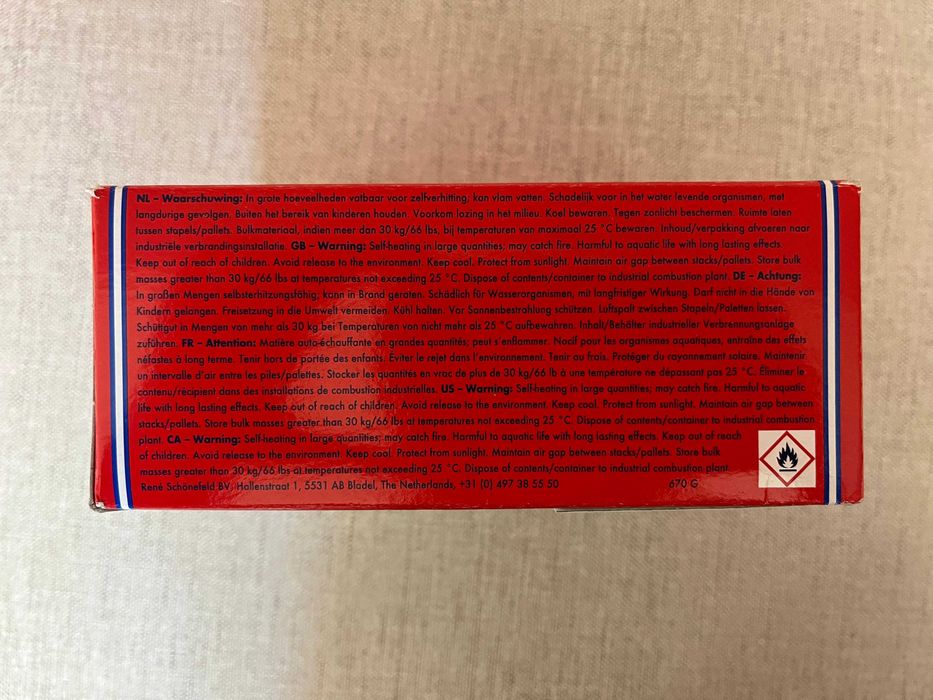 NL – Waarschuwing: In grote hoeveelheden vatbaar voor zelfverhitting, kan vlam vatten. Schadelijk voor in het water levende organismen, met
langdurige gevolgen. Buiten het bereik van kinderen houden. Voorkom lozing in het milieu. Koel bewaren. Tegen zonlicht beschermen. Ruimte laten
tussen stapels/pallets. Bulkmateriaal, indien meer dan 30 kg/66 lbs, bij temperaturen van maximaal 25 °C bewaren. Inhoud/verpakking afvoeren naar
industriële verbrandingsinstallatie. GB – Warning: Self-heating in large quantities; may catch fire. Harmful to aquatic life with long lasting effects.
Keep out of reach of children. Avoid release to the environment. Keep cool. Protect from sunlight. Maintain air gap between stacks/pallets. Store bulk
masses greater than 30 kg/66 lbs at temperatures not exceeding 25 °C. Dispose of contents/container to industrial combustion plant. DE – Achtung:
In großen Mengen selbsterhitzungsfähig; kann in Brand geraten. Schädlich für Wasserorganismen, mit langfristiger Wirkung. Darf nicht in die Hände von
Kindern gelangen. Freisetzung in die Umwelt vermeiden. Kühl halten. Vor Sonnenbestrahlung schützen. Luftspalt zwischen Stapeln/Paletten lassen.
Schüttgut in Mengen von mehr als 30 kg bei Temperaturen von nicht mehr als 25 °C aufbewahren. Inhalt/Behälter industrieller Verbrennungsanlage
zuführen. FR – Attention: Matière auto-échauffante en grandes quantités; peut s'enflammer. Nocif pour les organismes aquatiques, entraîne des effets
néfastes à long terme. Tenir hors de portée des enfants. Éviter le rejet dans l'environnement. Tenir au frais. Protéger du rayonnement solaire. Maintenir
un intervalle d'air entre les piles/palettes. Stocker les quantités en vrac de plus de 30 kg/66 lb à une température ne dépassant pas 25 °C. Éliminer le
contenu/recipient dans des installations de combustion industrielles. US – Warning: Self-heating in large quantities; may catch fire. Harmful to aquatic
life with long lasting effects. Keep out of reach of children. Avoid release to the environment. Keep cool. Protect from sunlight. Maintain air gap between
stacks/pallets. Store bulk masses greater than 30 kg/66 lbs at temperatures not exceeding 25 °C. Dispose of contents/container to industrial combustion
plant. CA – Warning: Self-heating in large quantities; may catch fire. Harmful to aquatic life with long lasting effects. Keep out of reach
of children. Avoid release to the environment. Keep cool. Protect from sunlight. Maintain air gap between stacks/pallets. Store bulk
masses greater than 30 kg/66 lbs at temperatures not exceeding 25 °C. Dispose of contents/container to industrial combustion plant.
René Schönefeld BV, Hallenstraat 1, 5531 AB Bladel, The Netherlands, +31 (0) 497 38 55 50 670 G